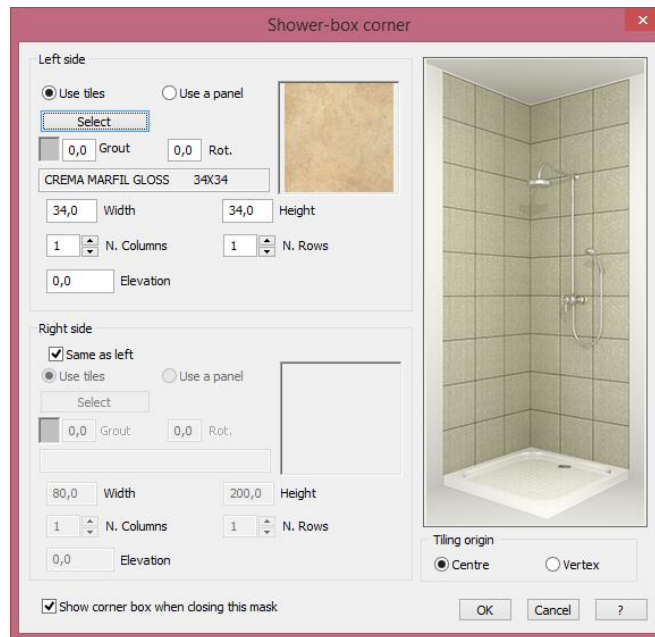 Shower-box corner
×
Left side
Use tiles Use a panel
Select
0,0 Grout 0,0 Rot.
CREMA MARFIL GLOSS 34X34
34,0 Width 34,0 Height
1 N. Columns 1 N. Rows
0,0 Elevation
Right side
Same as left
Use tiles Use a panel
Select
0,0 Grout 0,0 Rot.
80,0 Width 200,0 Height
1 N. Columns 1 N. Rows
0,0 Elevation
Tiling origin
Centre Vertex
Show corner box when closing this mask
OK Cancel ?